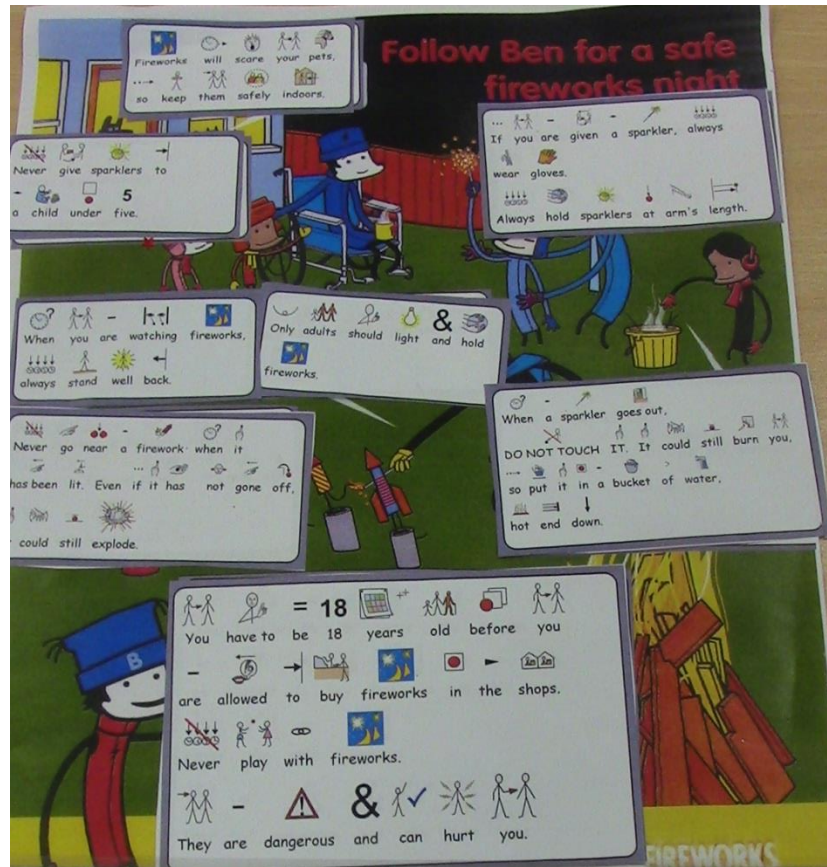 Follow Ben for a safe
fireworks night
Fireworks will scare your pets,
so keep them safely indoors.
Never give sparklers to
5
a child under five.
If you are given a sparkler, always
wear gloves.
Always hold sparklers at arm's length.
When you are watching fireworks,
always stand well back.
&
Only adults should light and hold
fireworks.
Never go near a firework when it
has been lit. Even if it has not gone off,
could still explode.
When a sparkler goes out,
DO NOT TOUCH IT. It could still burn you,
so put it in a bucket of water,
hot end down.
= 18
You have to be 18 years old before you
are allowed to buy fireworks in the shops.
Never play with fireworks.
&
They are dangerous and can hurt you.
B
FIREWORKS